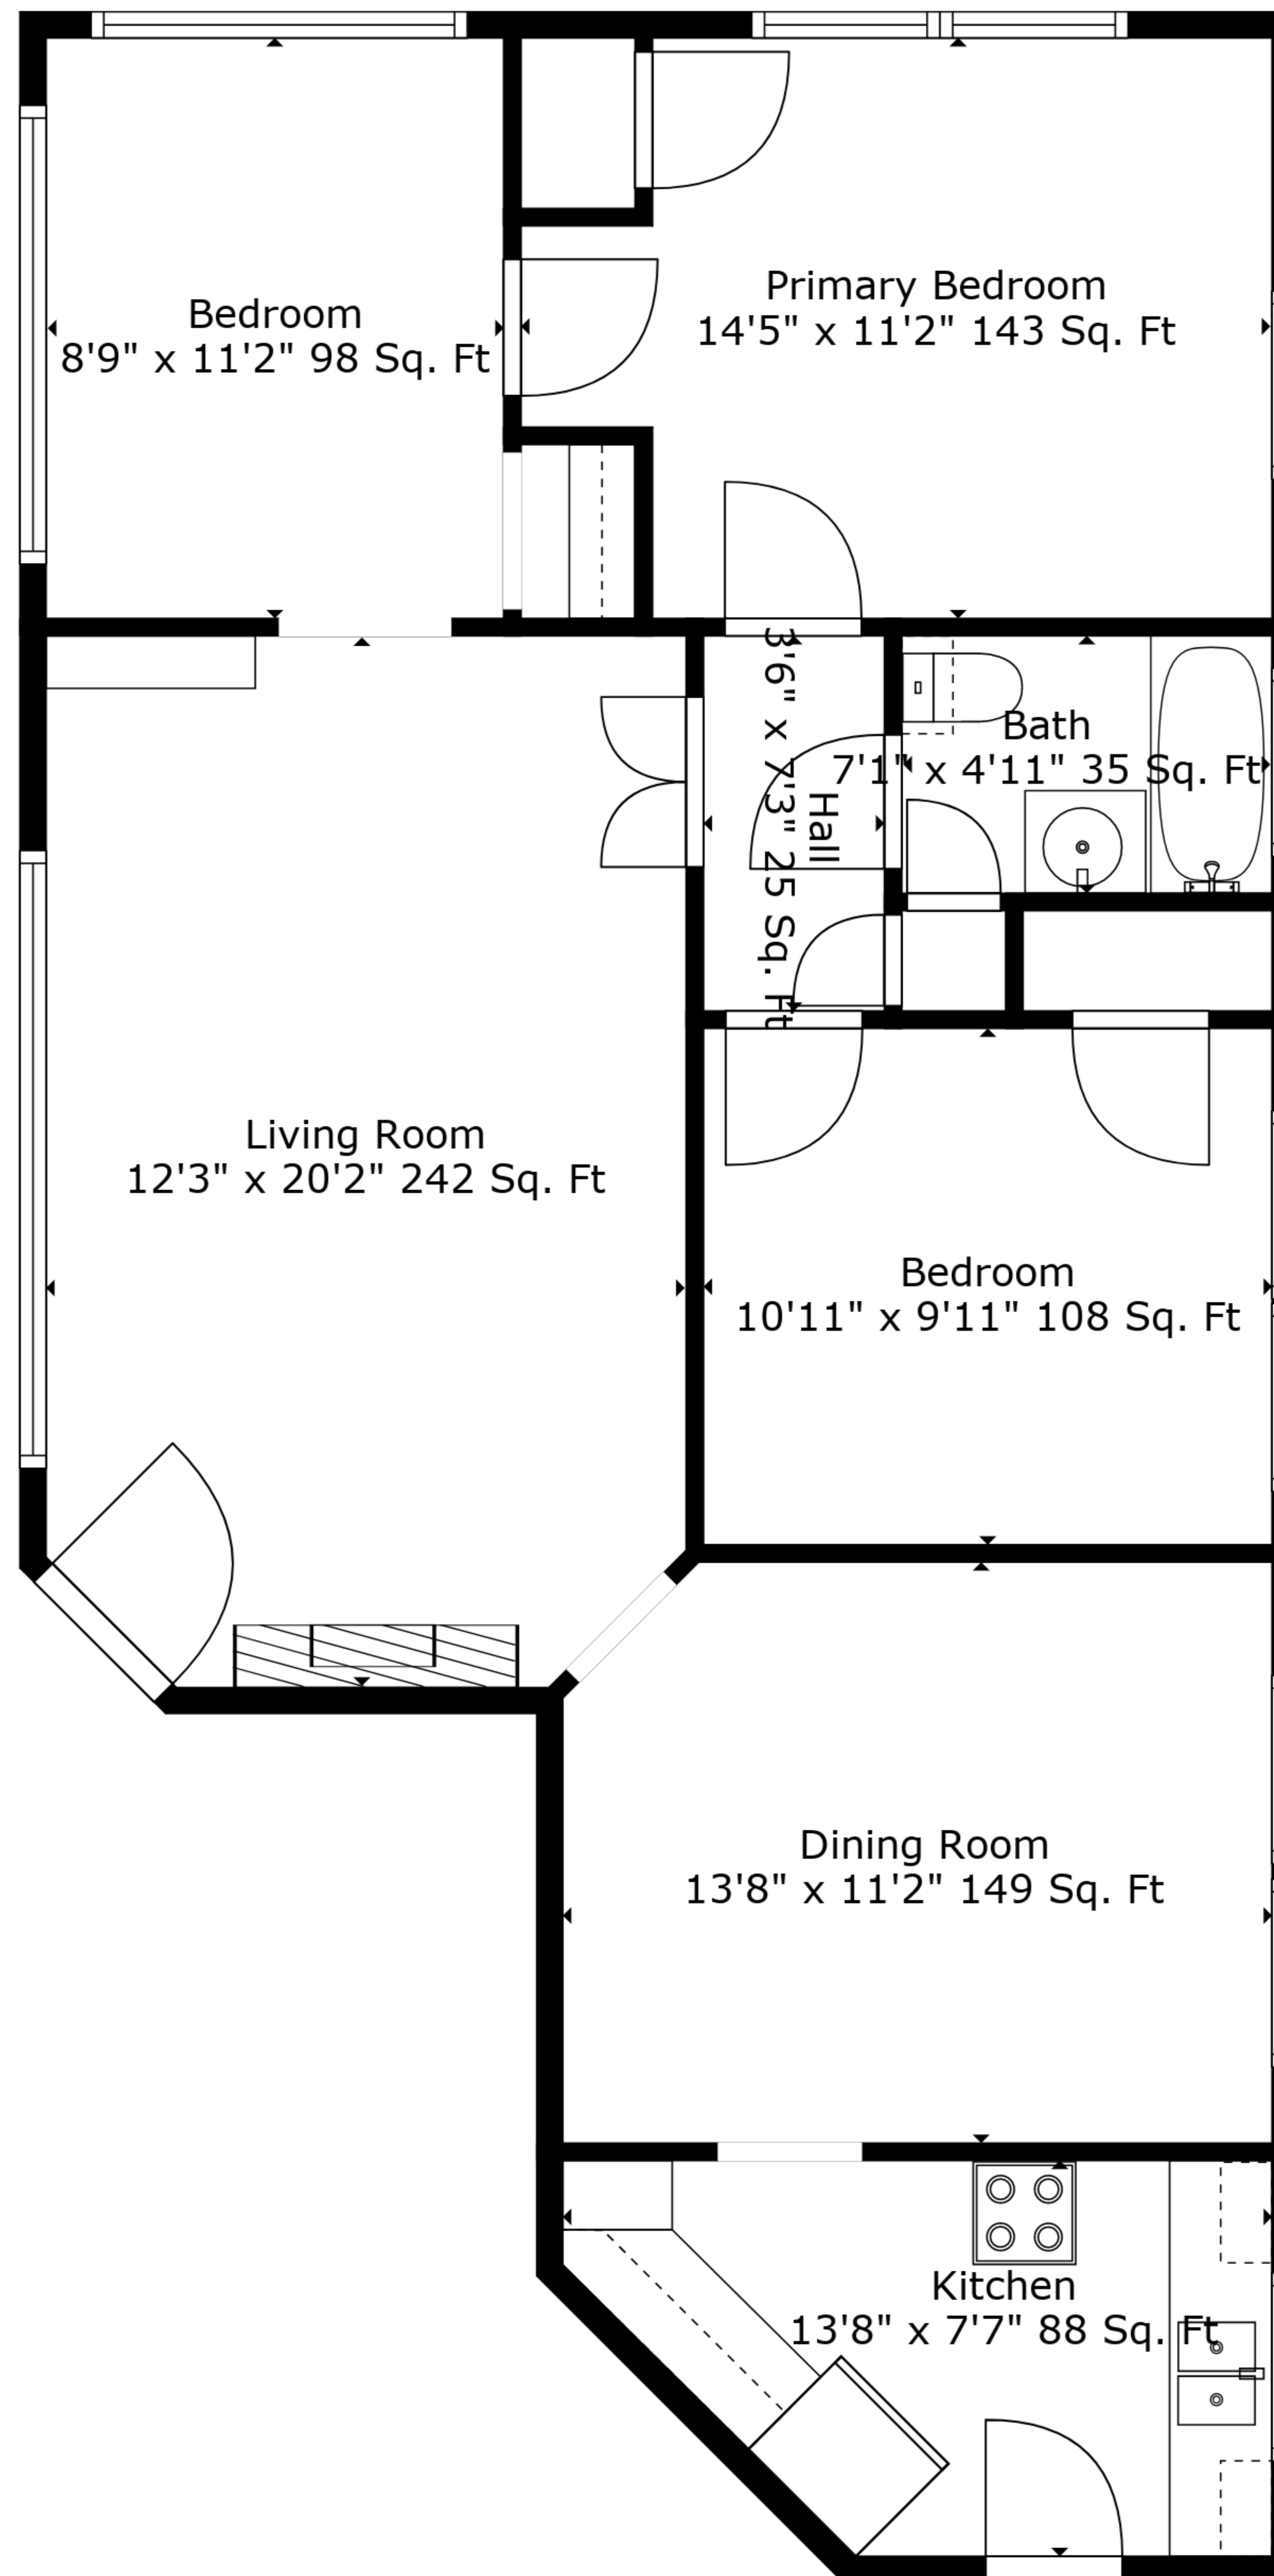 Primary Bedroom
14'5" x 11'2" 143 Sq. Ft
Bedroom
8'9" x 11'2" 98 Sq. Ft
Bath
7'1" x 4'11" 35 Sq. Ft
Hall
3'6" x 7'3" 25 Sq. Ft
Living Room
12'3" x 20'2" 242 Sq. Ft
Bedroom
10'11" x 9'11" 108 Sq. Ft
Dining Room
13'8" x 11'2" 149 Sq. Ft
Kitchen
13'8" x 7'7" 88 Sq. Ft